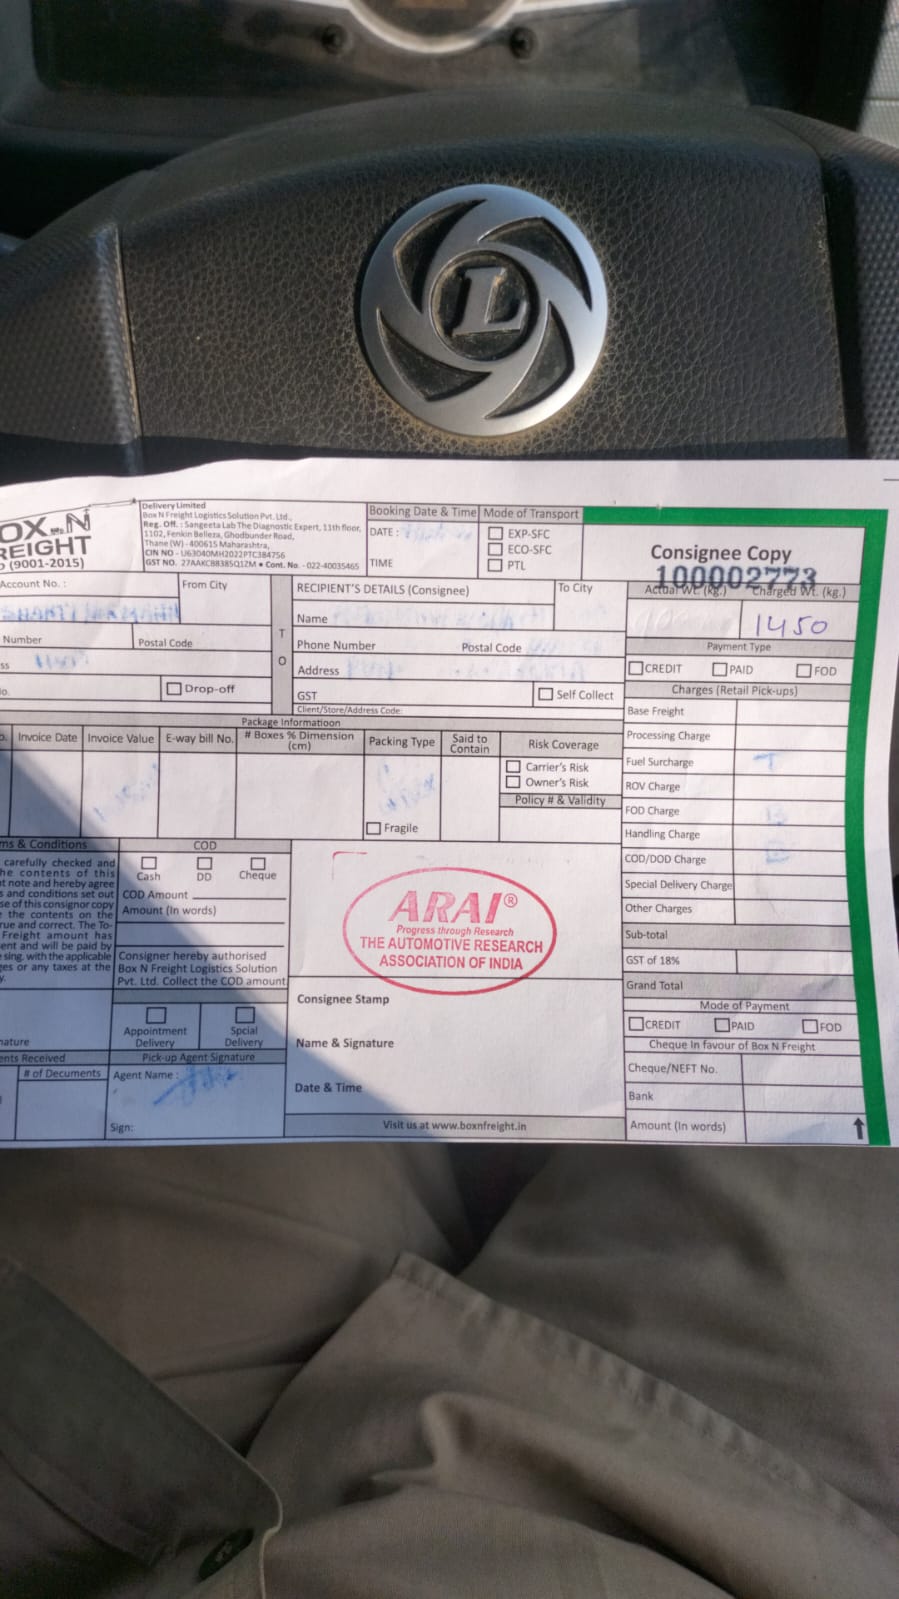 L
OX N
REIGHT
(9001-2015)
Delivery Limited
Box N Freight Logistics Solution Pvt. Ltd.,
Reg. Off. : Sangeeta Lab The Diagnostic Expert, 11th floor,
1102, Fenkin Belleza, Ghodbunder Road,
Thane (W) - 400615 Maharashtra,
CIN NO - U63040MH2022PTC384756
GST NO. 27AAKCB8385Q1ZM • Cont. No. -022-40035465
Booking Date & Time
DATE :
TIME
Mode of Transport
EXP-SFC
ECO-SFC
PTL
Consignee Copy
100002773
Account No. :
From City
RECIPIENT'S DETAILS (Consignee)
To City
Actual Wt. (kg.)
Charged Wt. (kg.)
1450
Name
Number
Postal Code
T
O
Phone Number
Postal Code
Payment Type
ss
Address
CREDIT
PAID
FOD
o.
Drop-off
GST
Self Collect
Charges (Retail Pick-ups)
Client/Store/Address Code:
Package Informatioon
Base Freight
o.
Invoice Date
Invoice Value
E-way bill No.
# Boxes % Dimension
(cm)
Packing Type
Said to
Contain
Risk Coverage
Processing Charge
Carrier's Risk
Owner's Risk
Fuel Surcharge
Policy # & Validity
ROV Charge
FOD Charge
Fragile
Handling Charge
ms & Conditions
COD
COD/DOD Charge
carefully checked and
he contents of this
t note and hereby agree
s and conditions set out
se of this consignor copy
the contents on the
rue and correct. The To-
Freight amount has
ent and will be paid by
sing, with the applicable
ges or any taxes at the
y.
Cash
DD
Cheque
COD Amount
Amount (In words)
Consigner hereby authorised
Box N Freight Logistics Solution
Pvt. Ltd. Collect the COD amount
ARAI®
Progress through Research
THE AUTOMOTIVE RESEARCH
ASSOCIATION OF INDIA
Special Delivery Charge
Other Charges
Sub-total
GST of 18%
Grand Total
Consignee Stamp
Appointment
Delivery
Spcial
Delivery
Mode of Payment
CREDIT
PAID
FOD
nature
Name & Signature
Cheque In favour of Box N Freight
ents Received
Pick-up Agent Signature
# of Decuments
Agent Name :
Cheque/NEFT No.
Date & Time
Bank
Sign:
Visit us at www.boxnfreight.in
Amount (In words)